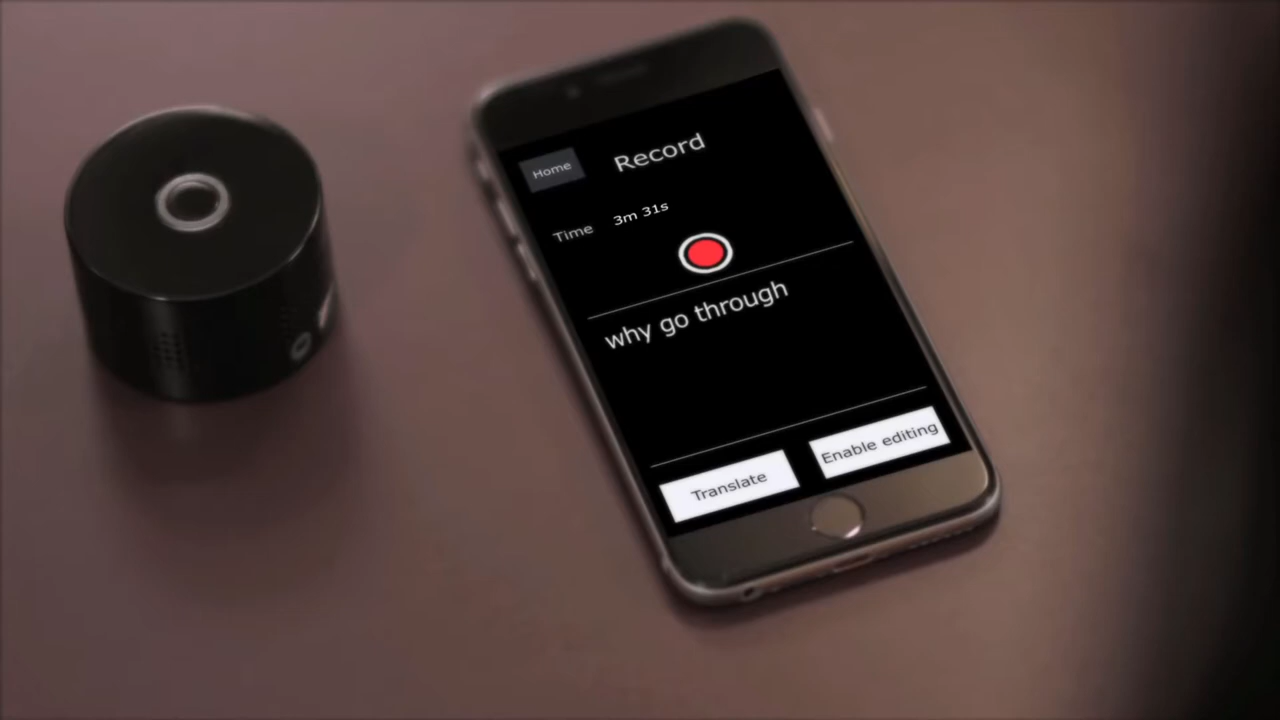 Home
Record
Time
3m 31s
why go through
Translate
Enable editing